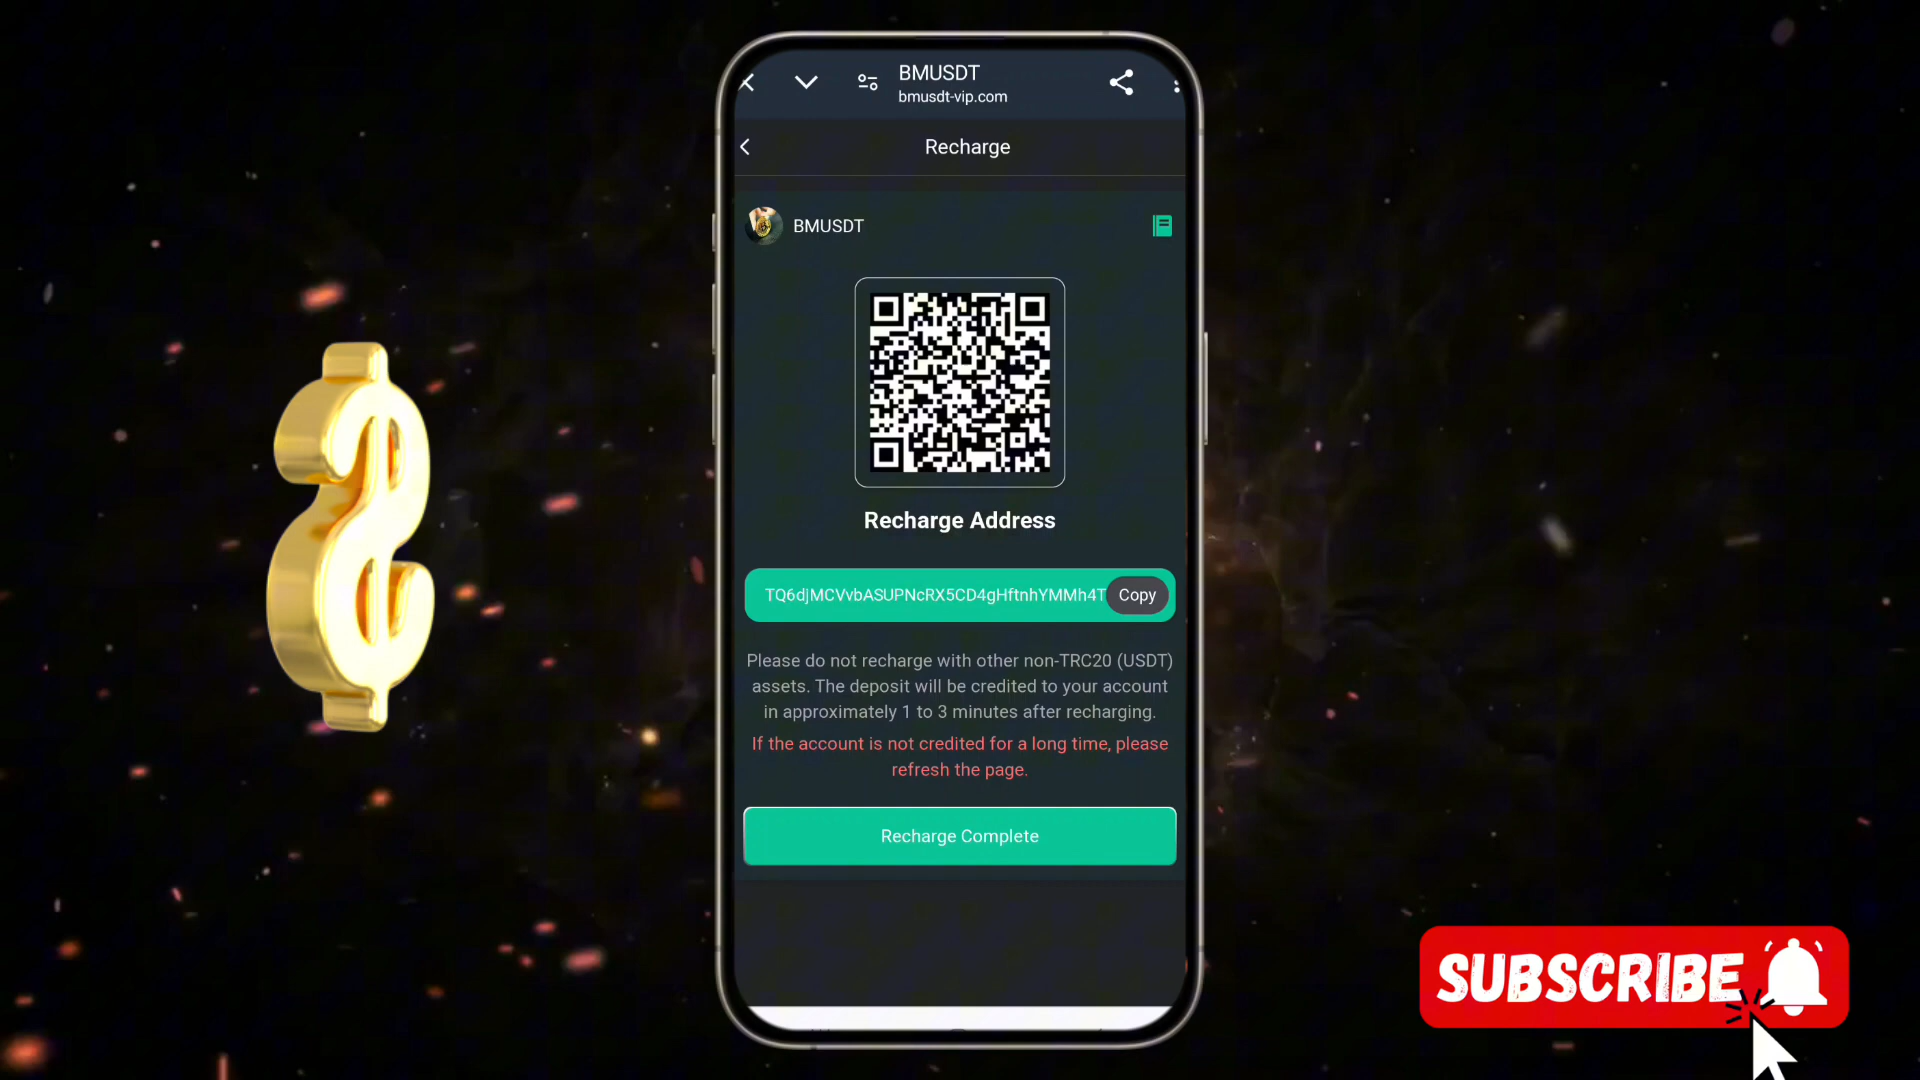 BMUSDT
bmusdt-vip.com
Recharge
BMUSDT
Recharge Address
TQ6djMCVvbASUPNcRX5CD4gHftnhYMMh4T
Copy
Please do not recharge with other non-TRC20 (USDT)
assets. The deposit will be credited to your account
in approximately 1 to 3 minutes after recharging.
If the account is not credited for a long time, please
refresh the page.
Recharge Complete
SUBSCRIBE